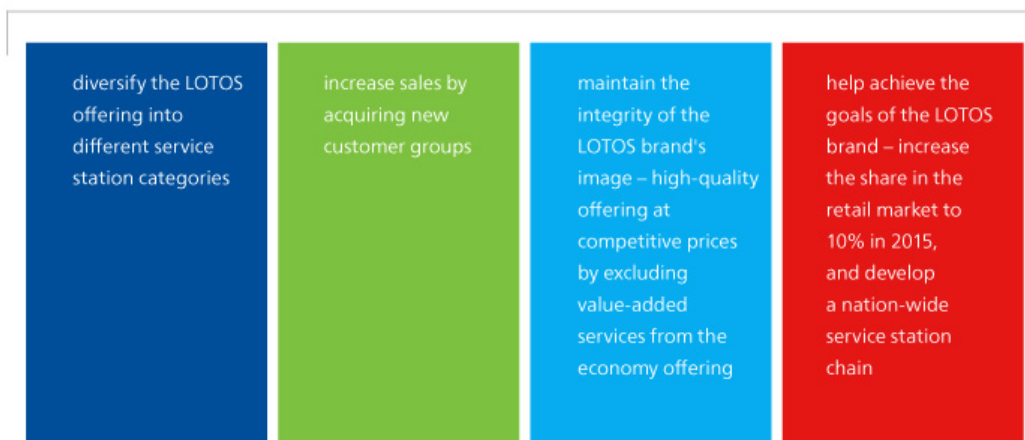 diversify the LOTOS
offering into
different service
station categories
increase sales by
acquiring new
customer groups
maintain the
integrity of the
LOTOS brand's
image – high-quality
offering at
competitive prices
by excluding
value-added
services from the
economy offering
help achieve the
goals of the LOTOS
brand – increase
the share in the
retail market to
10% in 2015,
and develop
a nation-wide
service station
chain